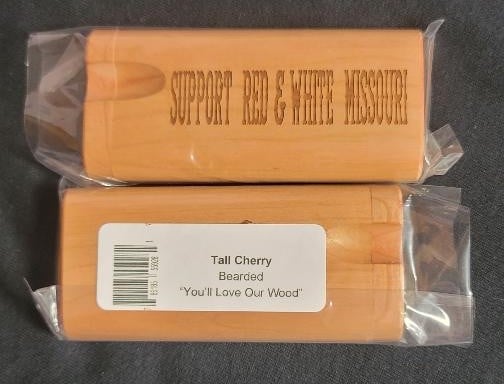 SUPPORT RED & WHITE MISSOURI
Tall Cherry
Bearded
"You'll Love Our Wood"